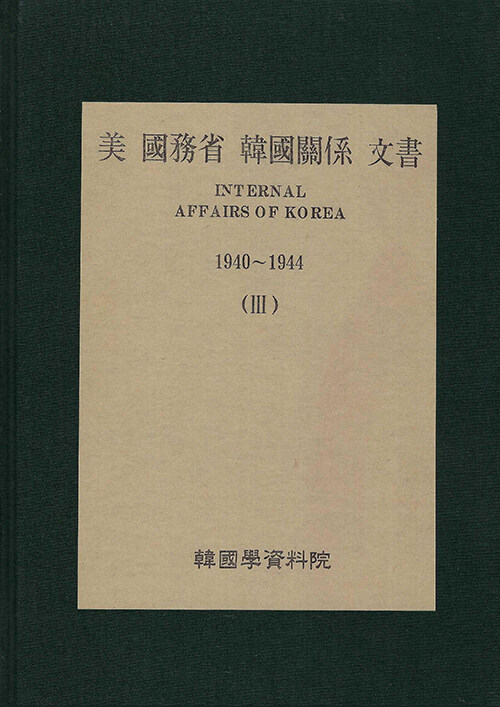 美 國務省 韓國關係 文書
INTERNAL
AFFAIRS OF KOREA
1940~1944
(III)
韓國學資料院